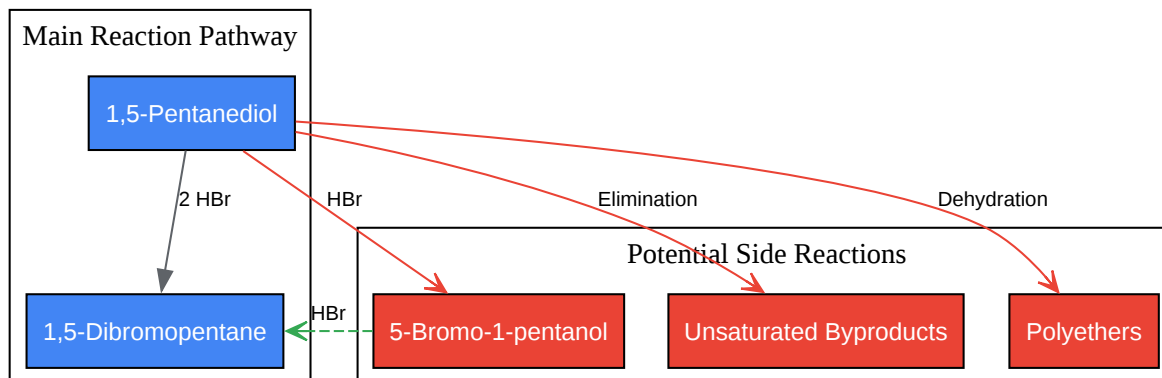 Main Reaction Pathway
1,5-Pentanediol
2 HBr
HBr
Elimination
Dehydration
Potential Side Reactions
1,5-Dibromopentane
HBr
5-Bromo-1-pentanol
Unsaturated Byproducts
Polyethers